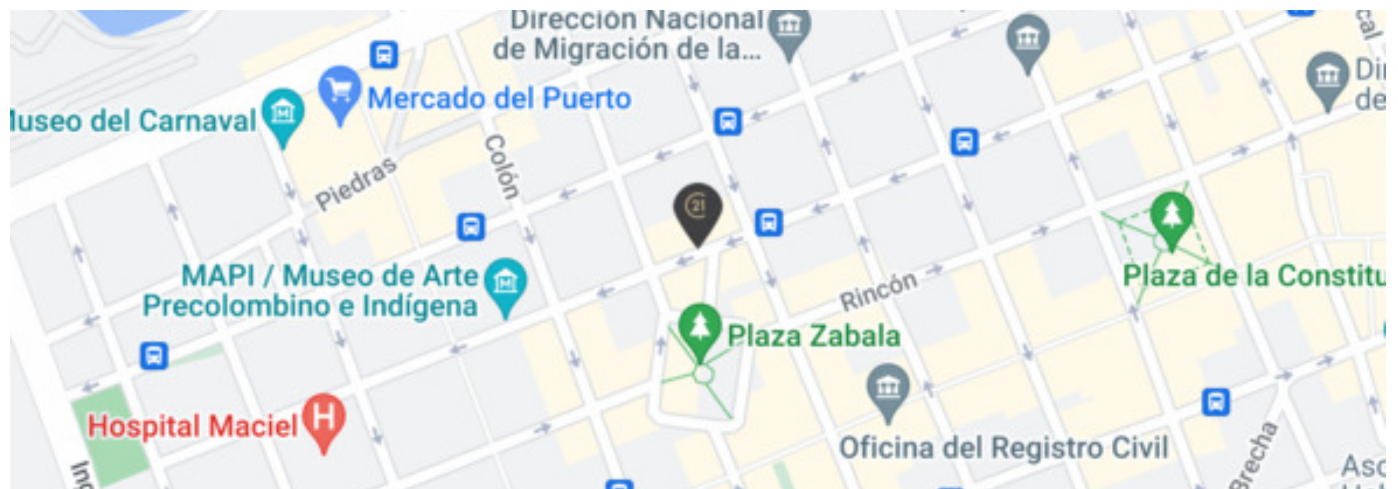 Dirección Nacional
de Migración de la...
Mercado del Puerto
Museo del Carnaval
Colón
Piedras
21
MAPI / Museo de Arte
Precolombino e Indígena
Plaza de la Constitu
Rincón
Plaza Zabala
Hospital Maciel
H
Oficina del Registro Civil
Brecha